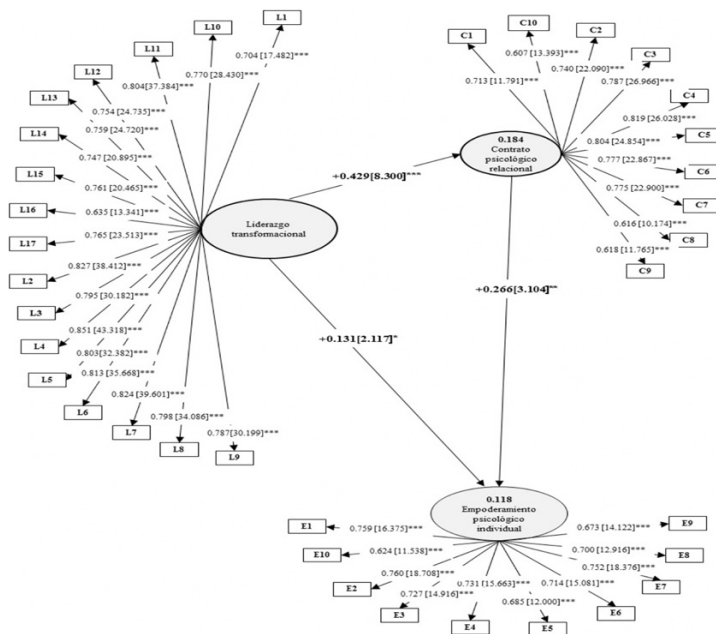 L1
L10
L11
L12
L13
L14
L15
L16
L17
L2
L3
L4
L5
L6
L7
L8
L9
0.704 [17.482]***
0.770 [28.430]***
0.804[37.384]***
0.754 [24.735]***
0.759 [24.720]***
0.747 [20.895]***
0.761 [20.465]***
0.635 [13.341]***
0.765 [23.513]***
0.827 [38.412]***
0.795 [30.182]***
0.851 [43.318]***
0.803[32.382]***
0.813 [35.668]***
0.824 [39.601]***
0.798 [34.086]***
0.787[30.199]***
Liderazgo
transformacional
+0.429[8.300]***
+0.131[2.117]*
+0.266[3.104]**
C1
C10
C2
C3
C4
C5
C6
C7
C8
C9
0.713 [11.791]***
0.607 [13.393]***
0.740 [22.090]***
0.787 [26.966]***
0.819 [26.028]***
0.804 [24.854]***
0.777 [22.867]***
0.775 [22.900]***
0.616 [10.174]***
0.618 [11.765]***
0.184
Contrato
psicológico
relacional
0.118
Empoderamiento
psicológico
individual
E1
E10
E2
E3
E4
E5
E6
E7
E8
E9
0.759 [16.375]***
0.624 [11.538]***
0.760 [18.708]***
0.727 [14.916]***
0.731 [15.663]***
0.685 [12.000]***
0.714 [15.081]***
0.752 [18.376]***
0.700 [12.916]***
0.673 [14.122]***